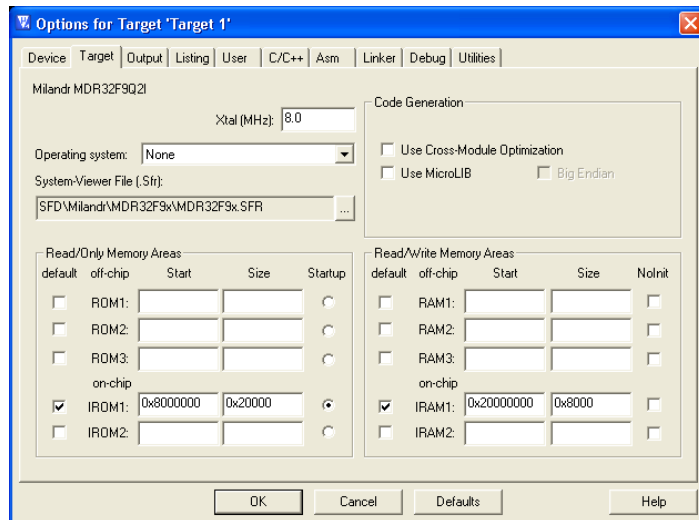 Options for Target 'Target 1'
Device Target Output Listing User C/C++ Asm Linker Debug Utilities
Milandr MDR32F9Q2I
Xtal (MHz): 8.0
Operating system: None
System-Viewer File (.Sfr):
SFD\Milandr\MDR32F9x\MDR32F9x.SFR ...
Code Generation
Use Cross-Module Optimization
Use MicroLIB Big Endian
Read/Only Memory Areas
default off-chip Start Size Startup
ROM1:
ROM2:
ROM3:
on-chip
IROM1: 0x8000000 0x20000
IROM2:
Read/Write Memory Areas
default off-chip Start Size NoInit
RAM1:
RAM2:
RAM3:
on-chip
IRAM1: 0x20000000 0x8000
IRAM2:
OK Cancel Defaults Help